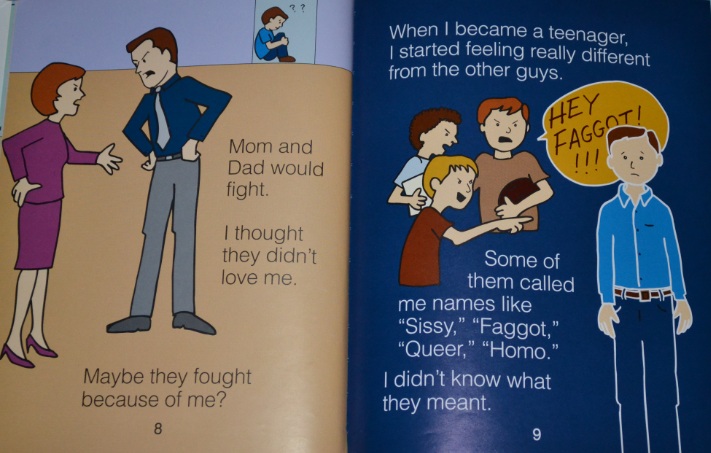 ? ?
Mom and
Dad would
fight.
I thought
they didn't
love me.
Maybe they fought
because of me?
8
When I became a teenager,
I started feeling really different
from the other guys.
HEY
FAGGOT!
!!!
Some of
them called
me names like
“Sissy,” “Faggot,”
“Queer,” “Homo.”
I didn't know what
they meant.
9